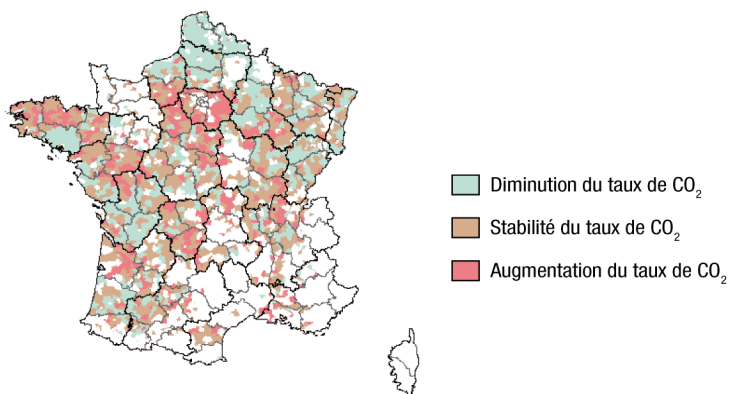 Diminution du taux de CO₂
Stabilité du taux de CO₂
Augmentation du taux de CO₂